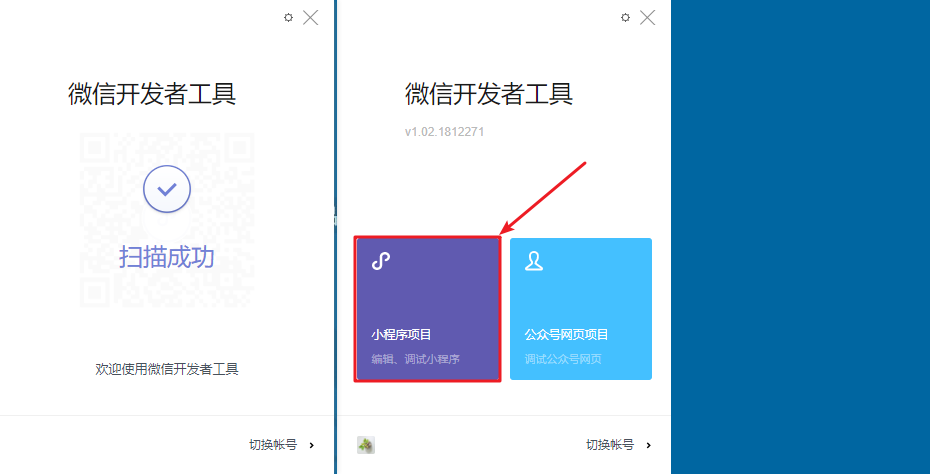 微信开发者工具
扫描成功
欢迎使用微信开发者工具
切换帐号
微信开发者工具
v1.02.1812271
小程序项目
编辑、调试小程序
公众号网页项目
调试公众号网页
切换帐号